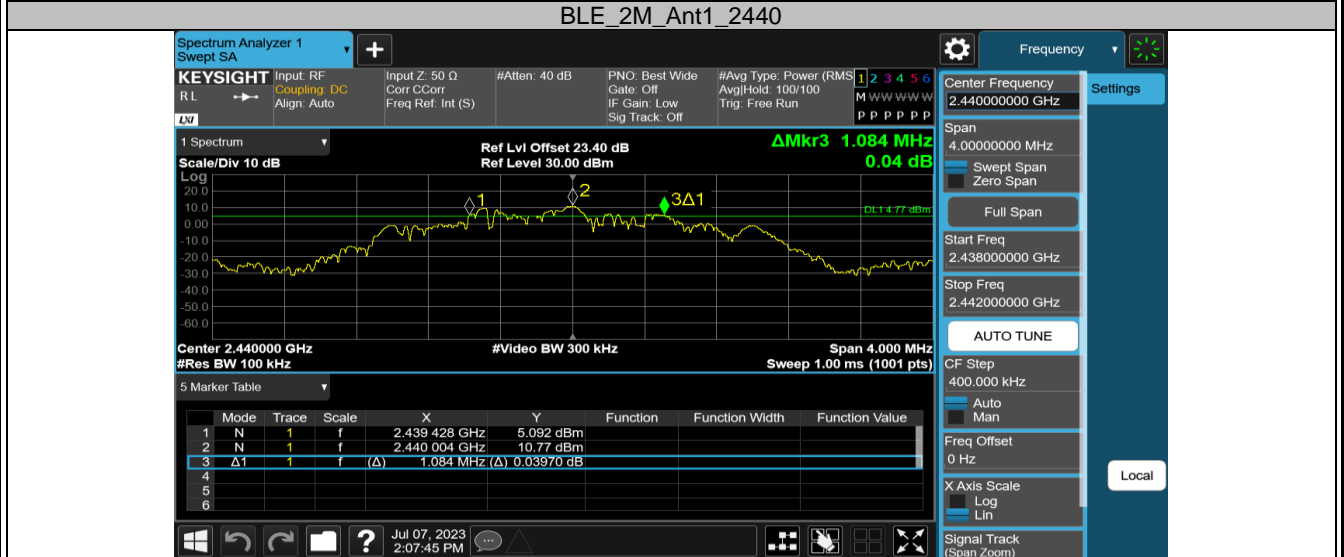 BLE_2M_Ant1_2440
Spectrum Analyzer 1
Swept SA
+
Frequency
KEYSIGHT
RL
LXI
Input: RF
Coupling: DC
Align: Auto
Input Z: 50 Ω
Corr CCorr
Freq Ref: Int (S)
#Atten: 40 dB
PNO: Best Wide
Gate: Off
IF Gain: Low
Sig Track: Off
#Avg Type: Power (RMS
Avg|Hold: 100/100
Trig: Free Run
1 2 3 4 5 6
M W W W W W
P P P P P P
1 Spectrum
Scale/Div 10 dB
Log
Ref Lvl Offset 23.40 dB
Ref Level 30.00 dBm
ΔMkr3 1.084 MHz
0.04 dB
20.0
10.0
0.00
-10.0
-20.0
-30.0
-40.0
-50.0
-60.0
1
2
3Δ1
DL1 4.77 dBm
Center 2.440000 GHz
#Video BW 300 kHz
Span 4.000 MHz
#Res BW 100 kHz
Sweep 1.00 ms (1001 pts)
5 Marker Table
Mode Trace Scale X Y Function Function Width Function Value
1 N 1 f 2.439 428 GHz 5.092 dBm
2 N 1 f 2.440 004 GHz 10.77 dBm
3 Δ1 1 f (Δ) 1.084 MHz (Δ) 0.03970 dB
4
5
6
Jul 07, 2023
2:07:45 PM
Center Frequency
2.440000000 GHz
Settings
Span
4.00000000 MHz
Swept Span
Zero Span
Full Span
Start Freq
2.438000000 GHz
Stop Freq
2.442000000 GHz
AUTO TUNE
CF Step
400.000 kHz
Auto
Man
Freq Offset
0 Hz
Local
X Axis Scale
Log
Lin
Signal Track
(Span Zoom)